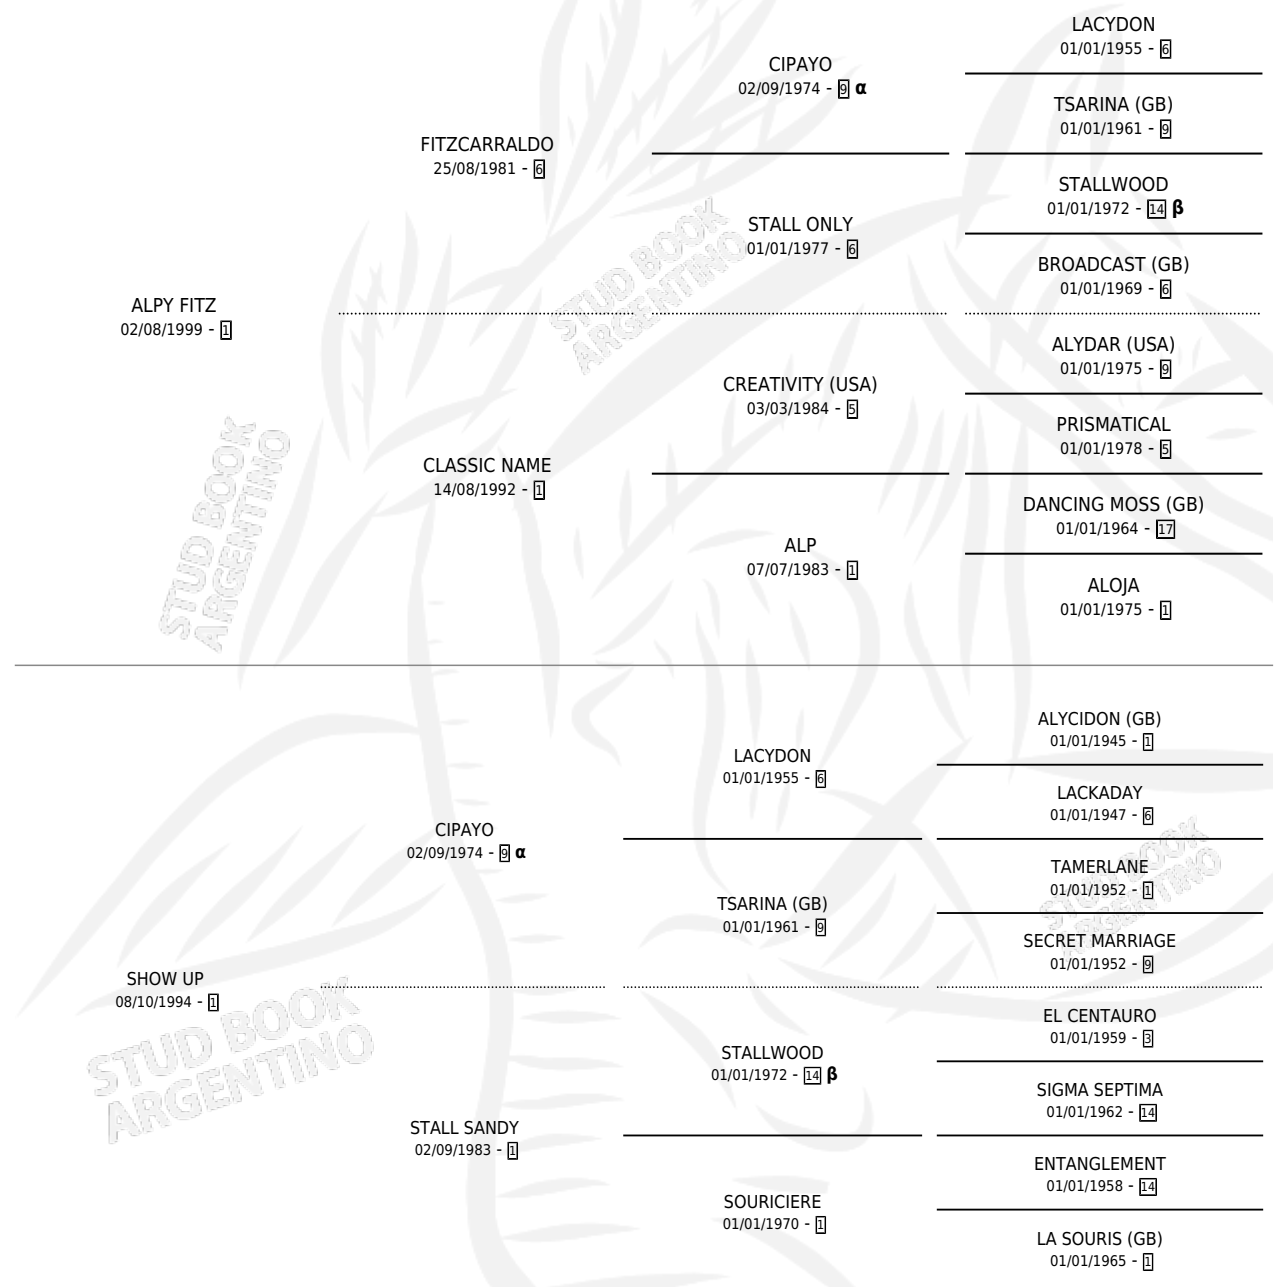 LACYDON
01/01/1955 - 6
CIPAYO
02/09/1974 - 9 α
TSARINA (GB)
01/01/1961 - 9
FITZCARRALDO
25/08/1981 - 6
STALLWOOD
01/01/1972 - 14 β
STALL ONLY
01/01/1977 - 6
BROADCAST (GB)
01/01/1969 - 6
ALPY FITZ
02/08/1999 - 1
ALYDAR (USA)
01/01/1975 - 9
CREATIVITY (USA)
03/03/1984 - 5
PRISMATICAL
01/01/1978 - 5
CLASSIC NAME
14/08/1992 - 1
DANCING MOSS (GB)
01/01/1964 - 17
ALP
07/07/1983 - 1
ALOJA
01/01/1975 - 1
STUD BOOK
ARGENTINO
STUD BOOK
ARGENTINO
ALYCIDON (GB)
01/01/1945 - 1
LACYDON
01/01/1955 - 6
LACKADAY
01/01/1947 - 6
CIPAYO
02/09/1974 - 9 α
TAMERLANE
01/01/1952 - 1
TSARINA (GB)
01/01/1961 - 9
SECRET MARRIAGE
01/01/1952 - 9
SHOW UP
08/10/1994 - 1
EL CENTAURO
01/01/1959 - 3
STALLWOOD
01/01/1972 - 14 β
SIGMA SEPTIMA
01/01/1962 - 14
STALL SANDY
02/09/1983 - 1
ENTANGLEMENT
01/01/1958 - 14
SOURICIERE
01/01/1970 - 1
LA SOURIS (GB)
01/01/1965 - 1
STUD BOOK
ARGENTINO
STUD BOOK
ARGENTINO